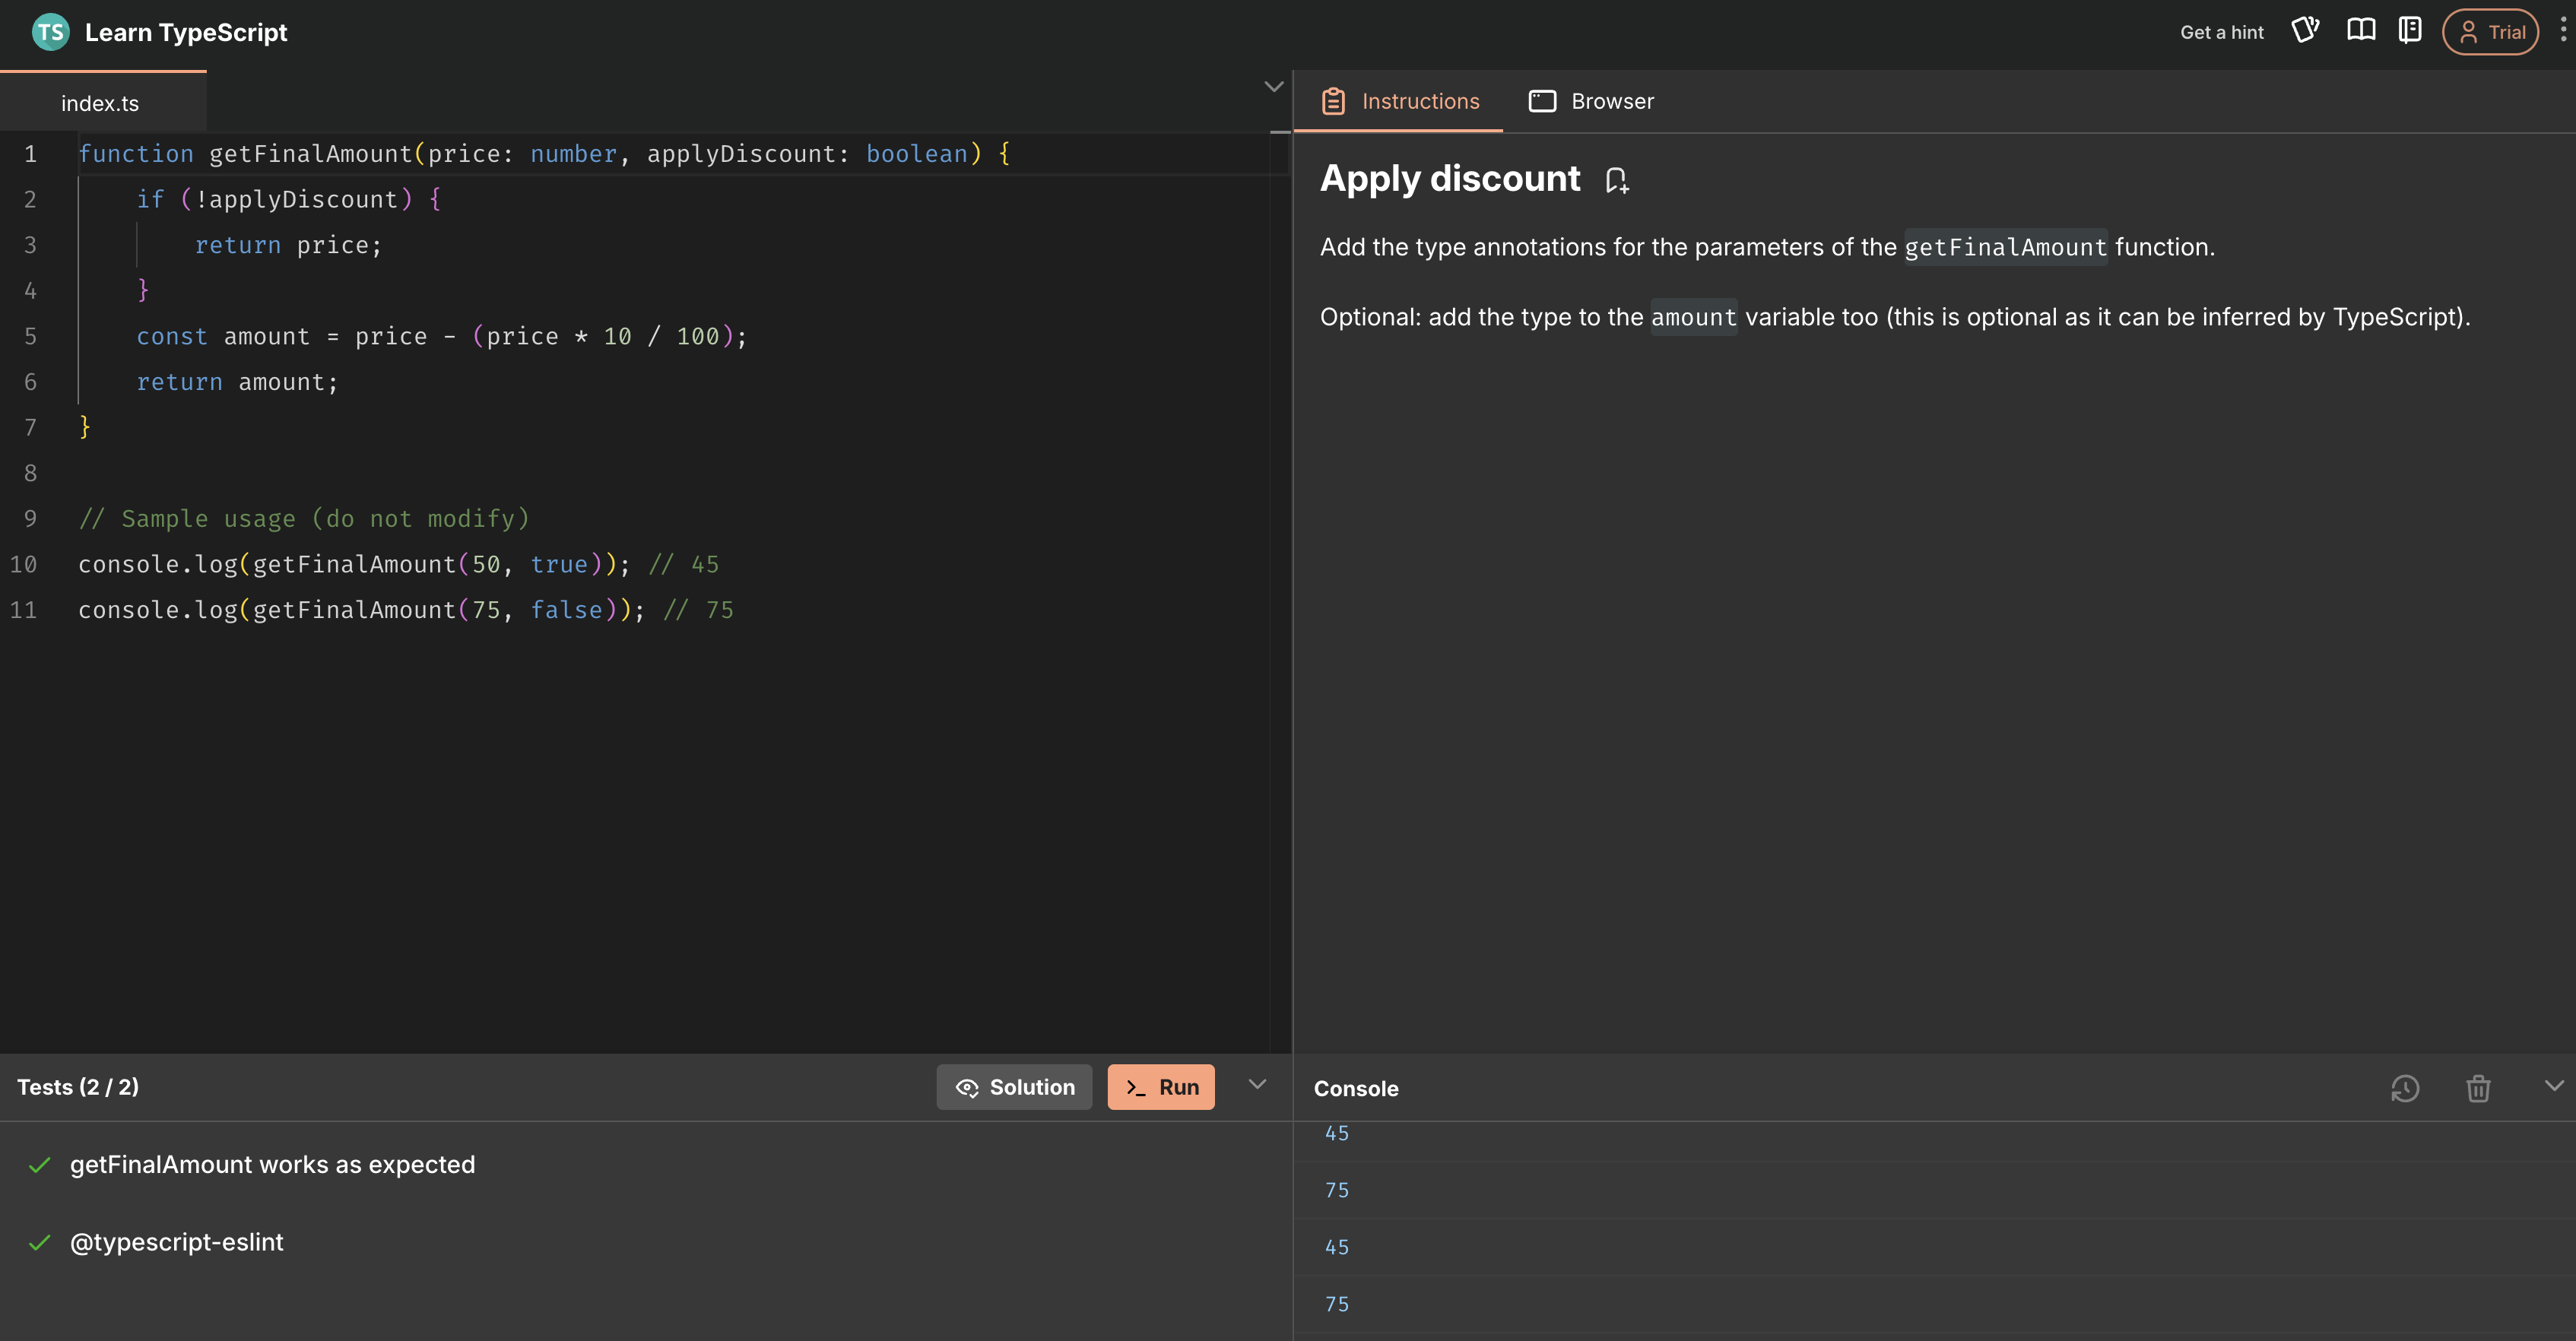 TS Learn TypeScript
Get a hint
Trial
index.ts
1 function getFinalAmount(price: number, applyDiscount: boolean) {
2     if (!applyDiscount) {
3         return price;
4     }
5     const amount = price - (price * 10 / 100);
6     return amount;
7 }
8
9 // Sample usage (do not modify)
10 console.log(getFinalAmount(50, true)); // 45
11 console.log(getFinalAmount(75, false)); // 75
Instructions
Browser
Apply discount
Add the type annotations for the parameters of the getFinalAmount function.
Optional: add the type to the amount variable too (this is optional as it can be inferred by TypeScript).
Tests (2 / 2)
Solution
Run
getFinalAmount works as expected
@typescript-eslint
Console
45
75
45
75